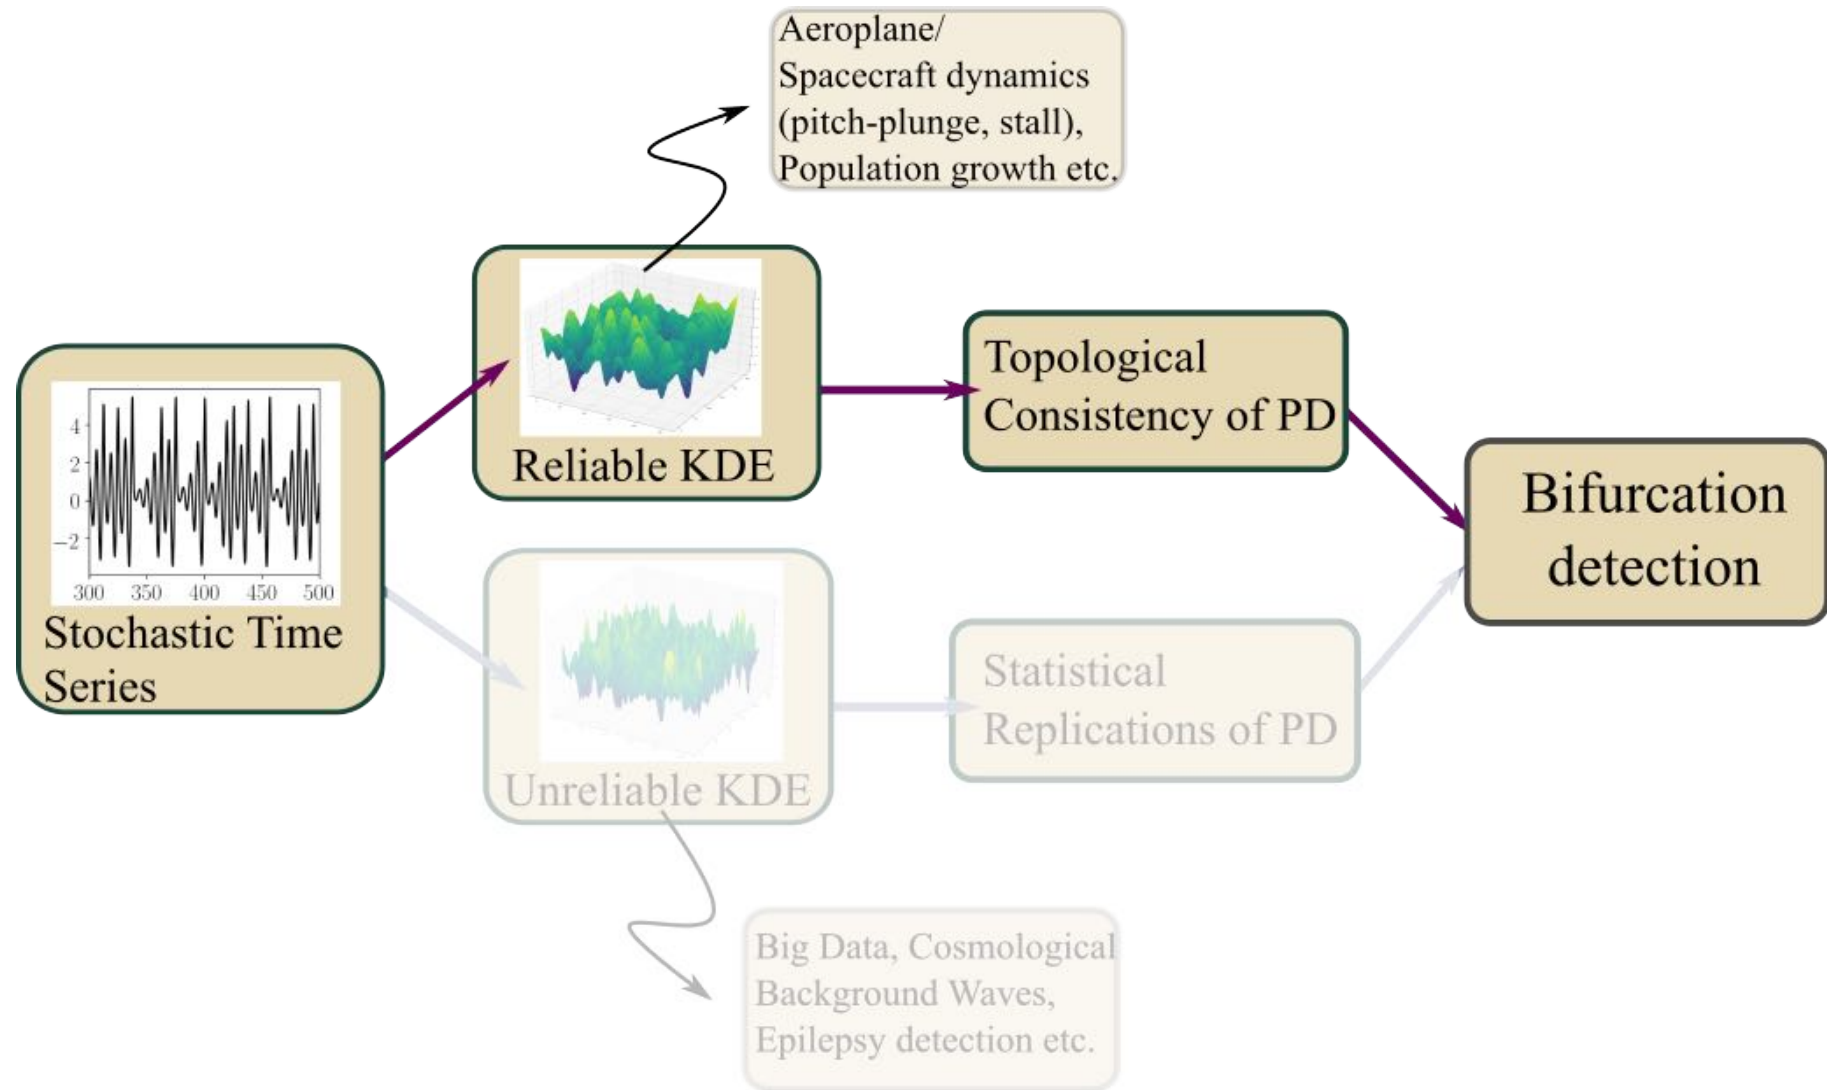 Aeroplane/
Spacecraft dynamics
(pitch-plunge, stall),
Population growth etc.
4
2
0
−2
300 350 400 450 500
Stochastic Time
Series
Reliable KDE
Topological
Consistency of PD
Bifurcation
detection
Unreliable KDE
Statistical
Replications of PD
Big Data, Cosmological
Background Waves,
Epilepsy detection etc.